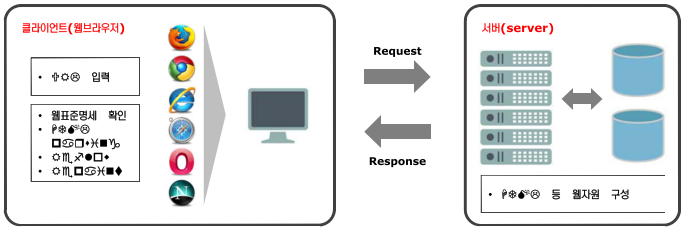 클라이언트(웹브라우저)
• ✞☼☹ 입력
• 웹표준명세 확인
• ☟❄💣☹
◻♋❒⬧♓■♑
• ☼♏♐●□⬥
• ☼♏◻♋♓■⧫
Request
Response
서버(server)
• ☟❄💣☹ 등 웹자원 구성